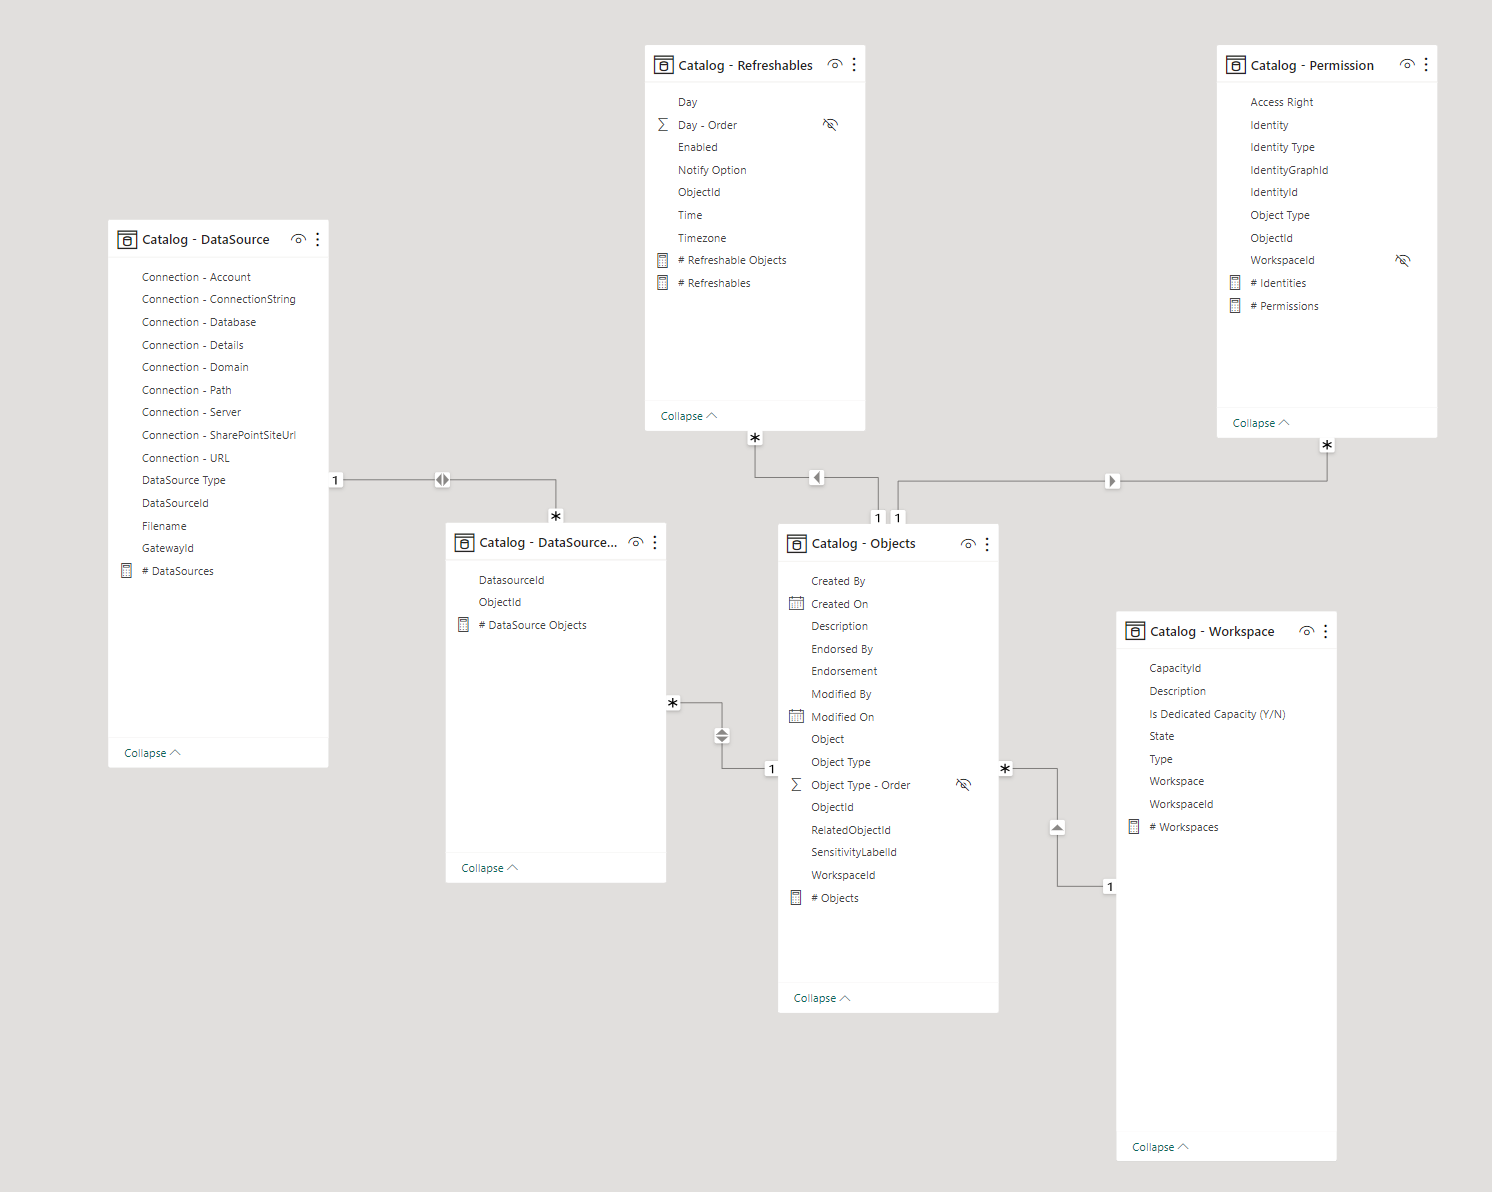 Catalog - Refreshables
Day
Day - Order
Enabled
Notify Option
ObjectId
Time
Timezone
# Refreshable Objects
# Refreshables
Collapse
*
Catalog - Permission
Access Right
Identity
Identity Type
IdentityGraphId
IdentityId
Object Type
ObjectId
WorkspaceId
# Identities
# Permissions
Collapse
*
Catalog - DataSource
Connection - Account
Connection - ConnectionString
Connection - Database
Connection - Details
Connection - Domain
Connection - Path
Connection - Server
Connection - SharePointSiteUrl
Connection - URL
DataSource Type
DataSourceId
Filename
GatewayId
# DataSources
Collapse
1
*
Catalog - DataSource...
DatasourceId
ObjectId
# DataSource Objects
Collapse
*
1
1 1
Catalog - Objects
Created By
Created On
Description
Endorsed By
Endorsement
Modified By
Modified On
Object
Object Type
Object Type - Order
ObjectId
RelatedObjectId
SensitivityLabelId
WorkspaceId
# Objects
Collapse
*
1
Catalog - Workspace
CapacityId
Description
Is Dedicated Capacity (Y/N)
State
Type
Workspace
WorkspaceId
# Workspaces
Collapse